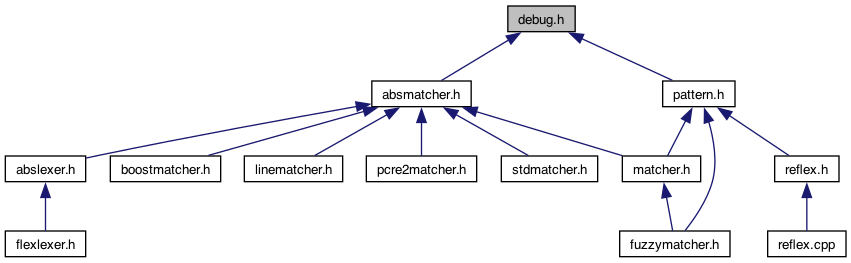 debug.h
absmatcher.h
pattern.h
abslexer.h
boostmatcher.h
linematcher.h
pcre2matcher.h
stdmatcher.h
matcher.h
reflex.h
flexlexer.h
fuzzymatcher.h
reflex.cpp